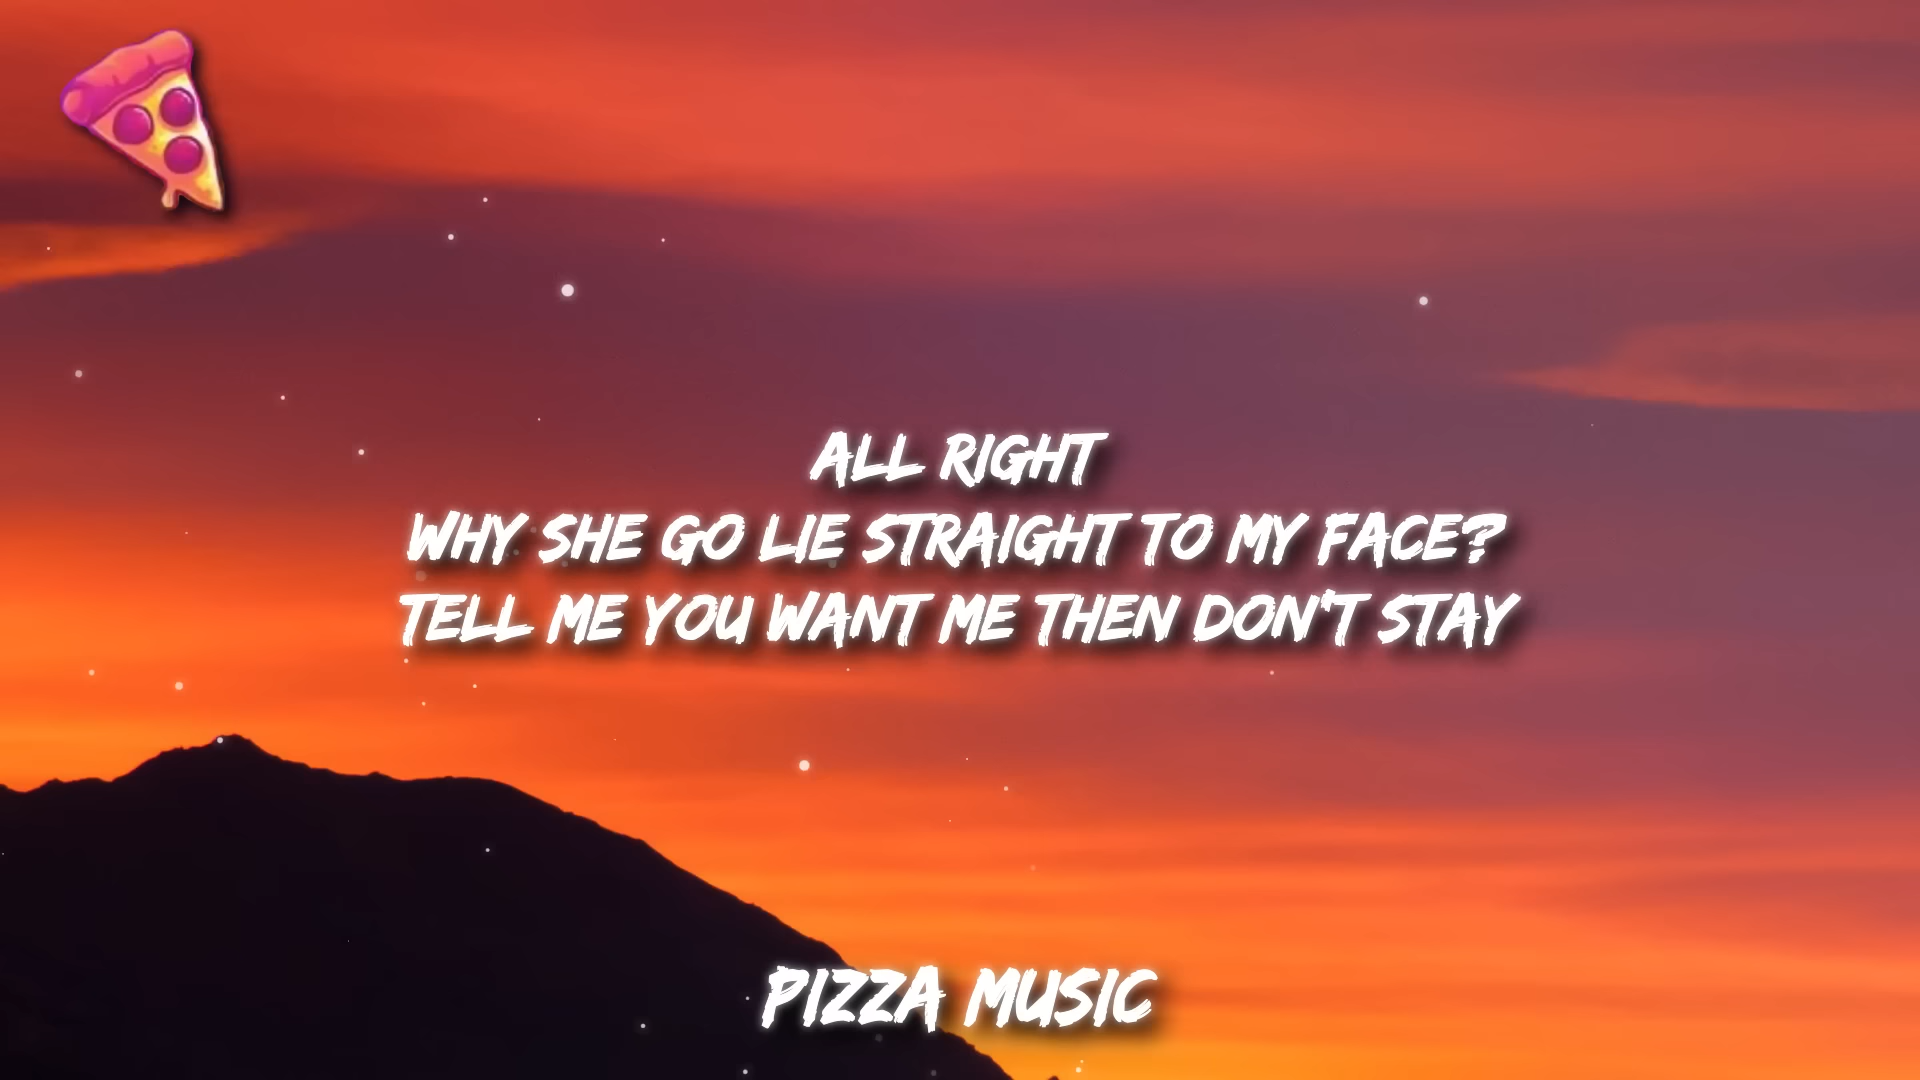 ALL RIGHT
WHY SHE GO LIE STRAIGHT TO MY FACE?
TELL ME YOU WANT ME THEN DON'T STAY
PIZZA MUSIC